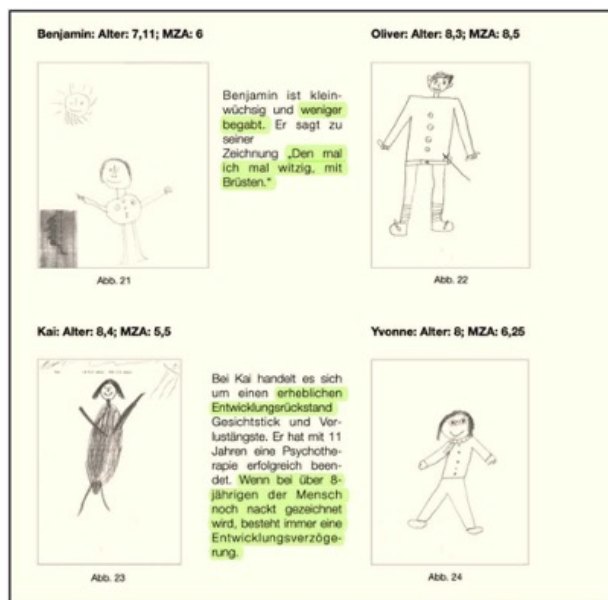 Benjamin: Alter: 7,11; MZA: 6
Oliver: Alter: 8,3; MZA: 8,5
Benjamin ist klein-
wüchsig und weniger
begabt. Er sagt zu
seiner
Zeichnung „Den mal
ich mal witzig, mit
Brüsten."
Abb. 21
Abb. 22
Kai: Alter: 8,4; MZA: 5,5
Yvonne: Alter: 8; MZA: 6,25
Bei Kai handelt es sich
um einen erheblichen
Entwicklungsrückstand
Gesichtstick und Ver-
lustängste. Er hat mit 11
Jahren eine Psychothe-
rapie erfolgreich been-
det. Wenn bei über 8-
jährigen der Mensch
noch nackt gezeichnet
wird, besteht immer eine
Entwicklungsverzöge-
rung.
Abb. 23
Abb. 24